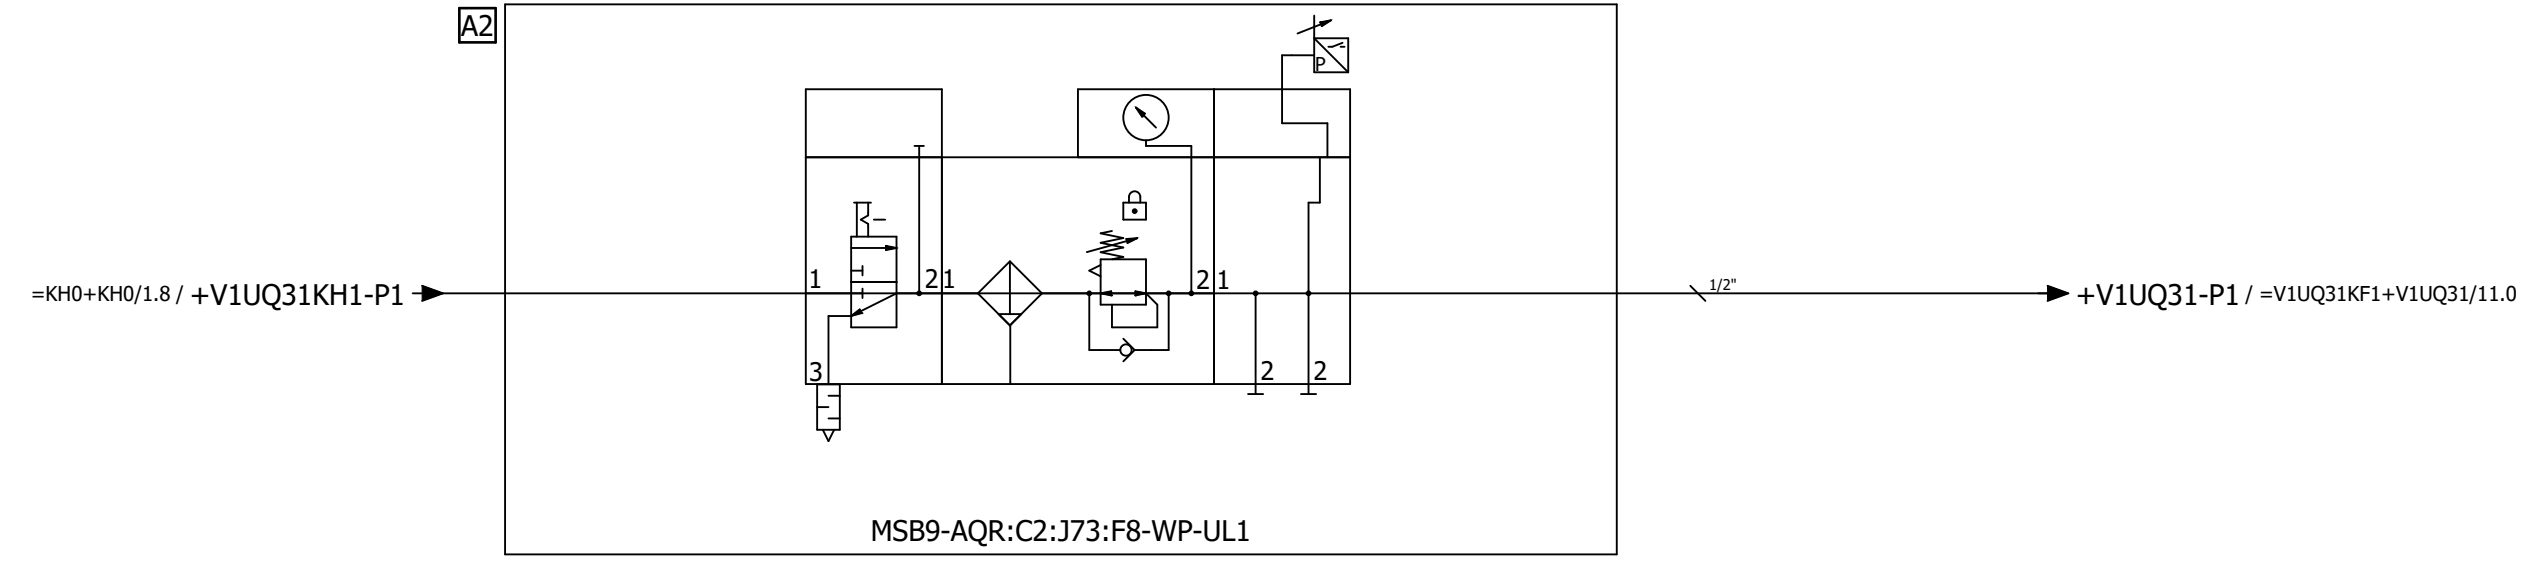 A2
P
=KH0+KH0/1.8 / +V1UQ31KH1-P1
1
2
1
2
1
1/2"
+V1UQ31-P1 / =V1UQ31KF1+V1UQ31/11.0
3
2
2
MSB9-AQR:C2:J73:F8-WP-UL1